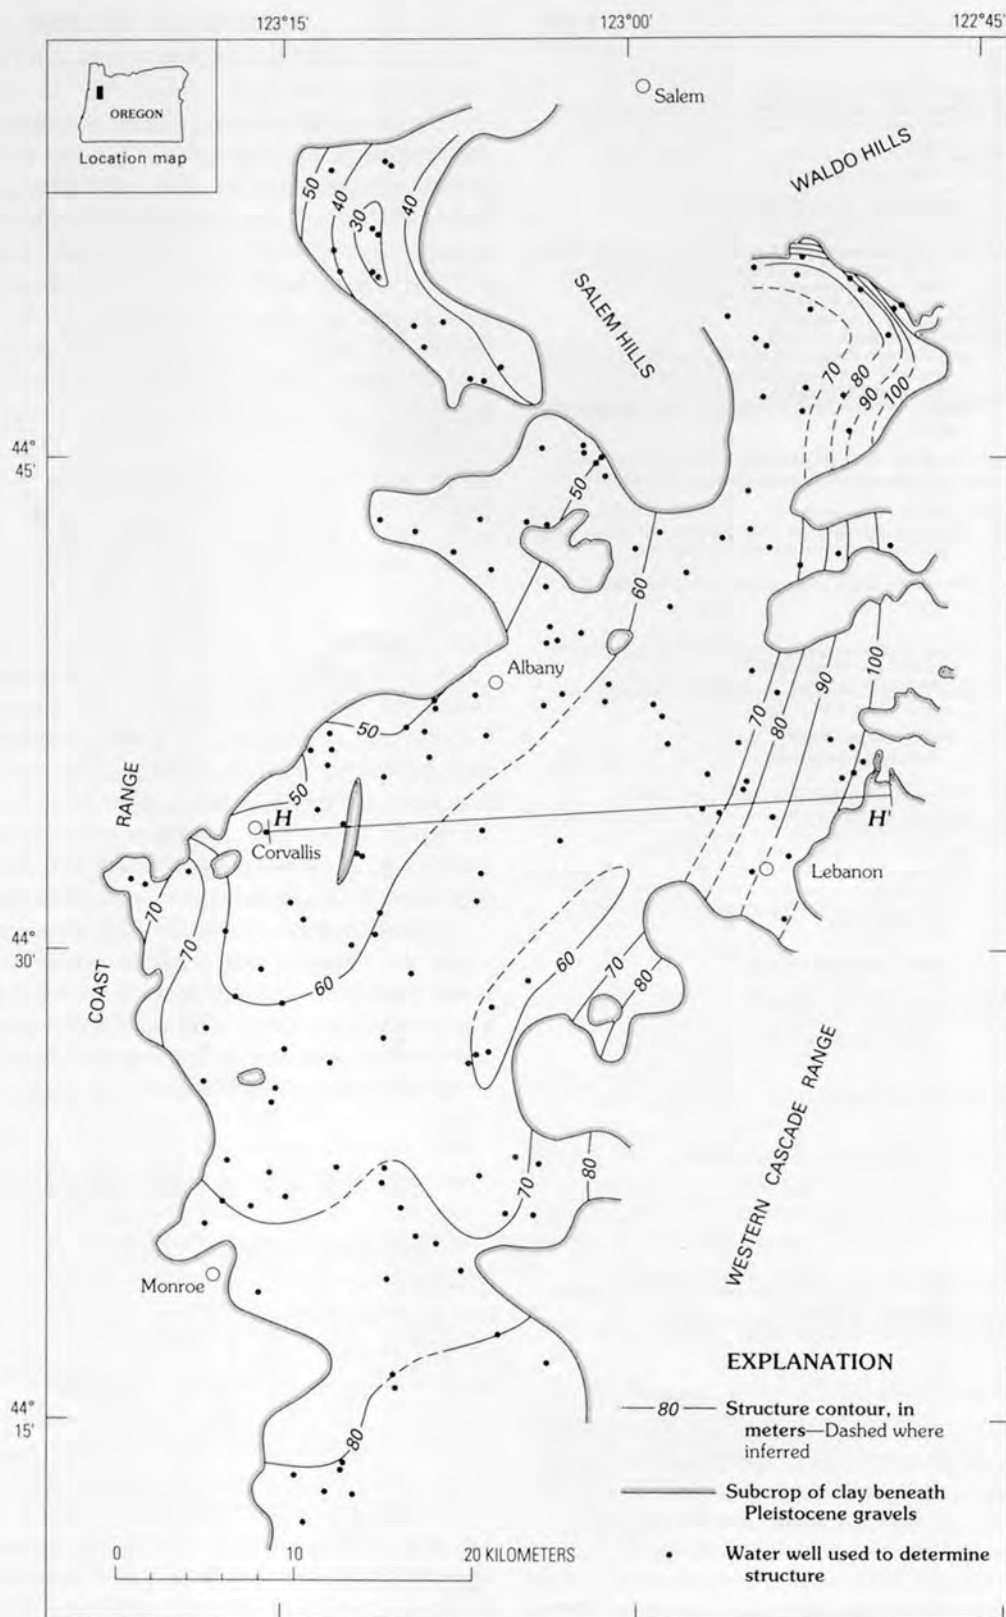 123°15'
123°00'
122°45'
OREGON
Location map
Salem
WALDO HILLS
50
40
30
40
SALEM HILLS
70
80
90
100
44°
45'
50
60
Albany
50
100
90
70
80
50
RANGE
H
H'
Corvallis
Lebanon
70
70
44°
30'
60
60
70
80
COAST
WESTERN CASCADE RANGE
80
70
Monroe
EXPLANATION
80 Structure contour, in
meters—Dashed where
inferred
44°
15'
80
Subcrop of clay beneath
Pleistocene gravels
0 10 20 KILOMETERS
Water well used to determine
structure